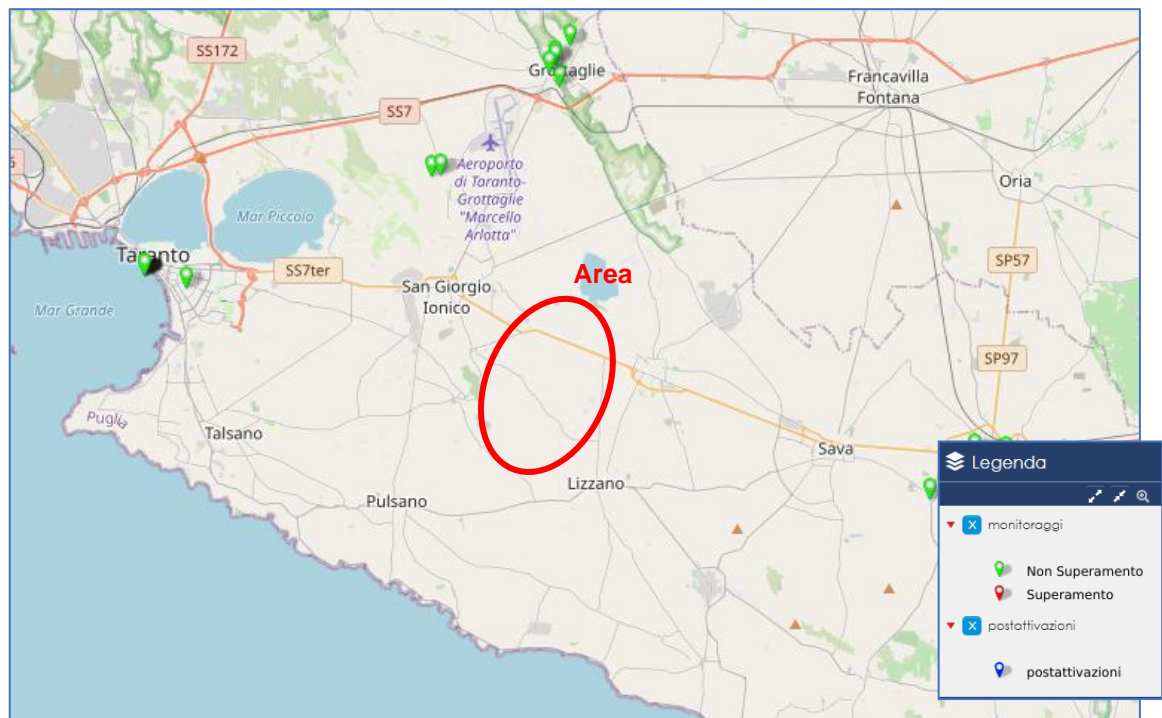 SS172
Grottaglie
Francavilla
Fontana
SS7
Aeroporto
di Taranto-
Grottaglie
"Marcello
Arlotta"
Oria
Mar Piccolo
Taranto
SS7ter
Area
SP57
San Giorgio
Ionico
Mar Grande
SP97
Puglia
Talsano
Sava
Legenda
Lizzano
Pulsano
x monitoraggi
Non Superamento
Superamento
x postattivazioni
postattivazioni